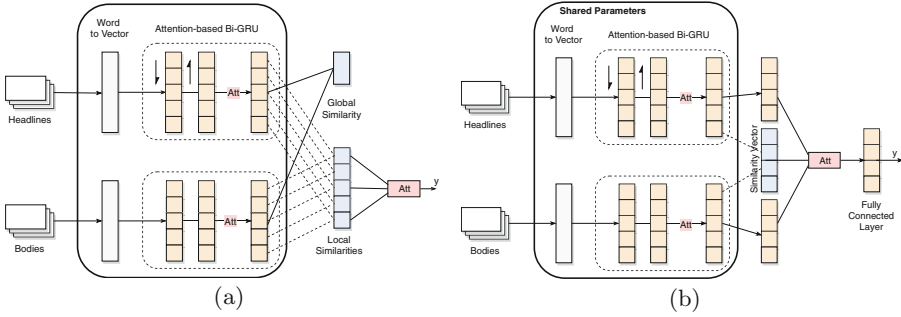 Word
to Vector
Attention-based Bi-GRU
Att
Headlines
Global
Similarity
Att
y
Att
Bodies
Local
Similarities
(a)
Shared Parameters
Word
to Vector
Attention-based Bi-GRU
Att
Headlines
Similarity Vector
Att
y
Att
Fully
Connected
Layer
Bodies
(b)